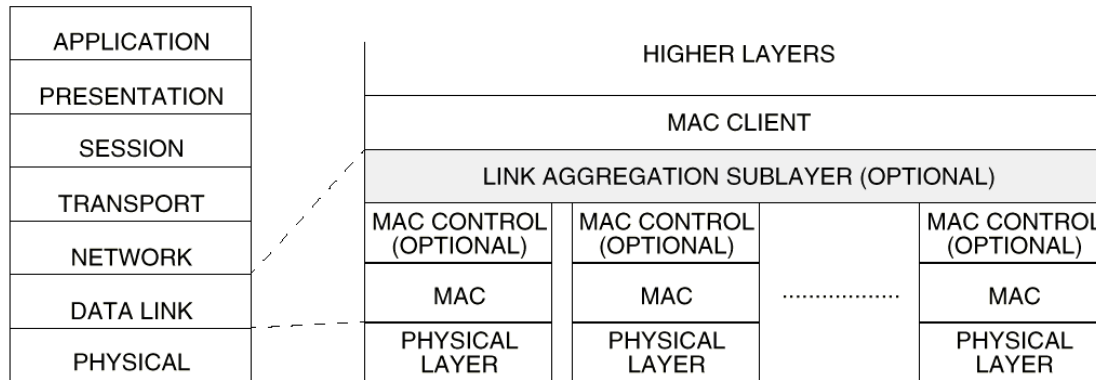 APPLICATION
PRESENTATION
SESSION
TRANSPORT
NETWORK
DATA LINK
PHYSICAL
HIGHER LAYERS
MAC CLIENT
LINK AGGREGATION SUBLAYER (OPTIONAL)
MAC CONTROL
(OPTIONAL)
MAC
PHYSICAL
LAYER
MAC CONTROL
(OPTIONAL)
MAC
PHYSICAL
LAYER
..................
MAC CONTROL
(OPTIONAL)
MAC
PHYSICAL
LAYER